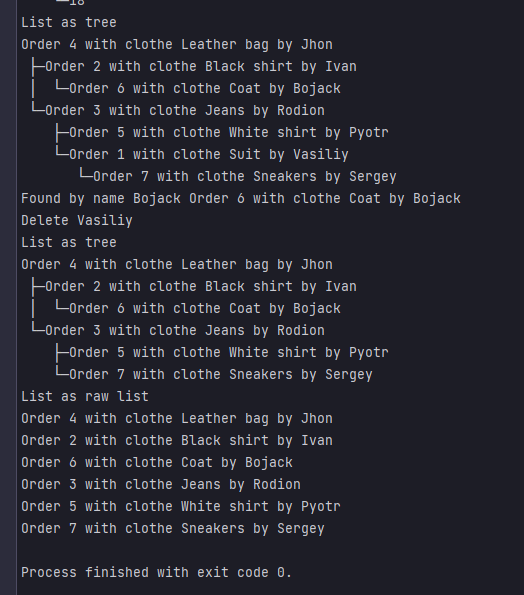 └─18
List as tree
Order 4 with clothe Leather bag by Jhon
├─Order 2 with clothe Black shirt by Ivan
│  └─Order 6 with clothe Coat by Bojack
└─Order 3 with clothe Jeans by Rodion
   ├─Order 5 with clothe White shirt by Pyotr
   └─Order 1 with clothe Suit by Vasiliy
      └─Order 7 with clothe Sneakers by Sergey
Found by name Bojack Order 6 with clothe Coat by Bojack
Delete Vasiliy
List as tree
Order 4 with clothe Leather bag by Jhon
├─Order 2 with clothe Black shirt by Ivan
│  └─Order 6 with clothe Coat by Bojack
└─Order 3 with clothe Jeans by Rodion
   ├─Order 5 with clothe White shirt by Pyotr
   └─Order 7 with clothe Sneakers by Sergey
List as raw list
Order 4 with clothe Leather bag by Jhon
Order 2 with clothe Black shirt by Ivan
Order 6 with clothe Coat by Bojack
Order 3 with clothe Jeans by Rodion
Order 5 with clothe White shirt by Pyotr
Order 7 with clothe Sneakers by Sergey

Process finished with exit code 0.